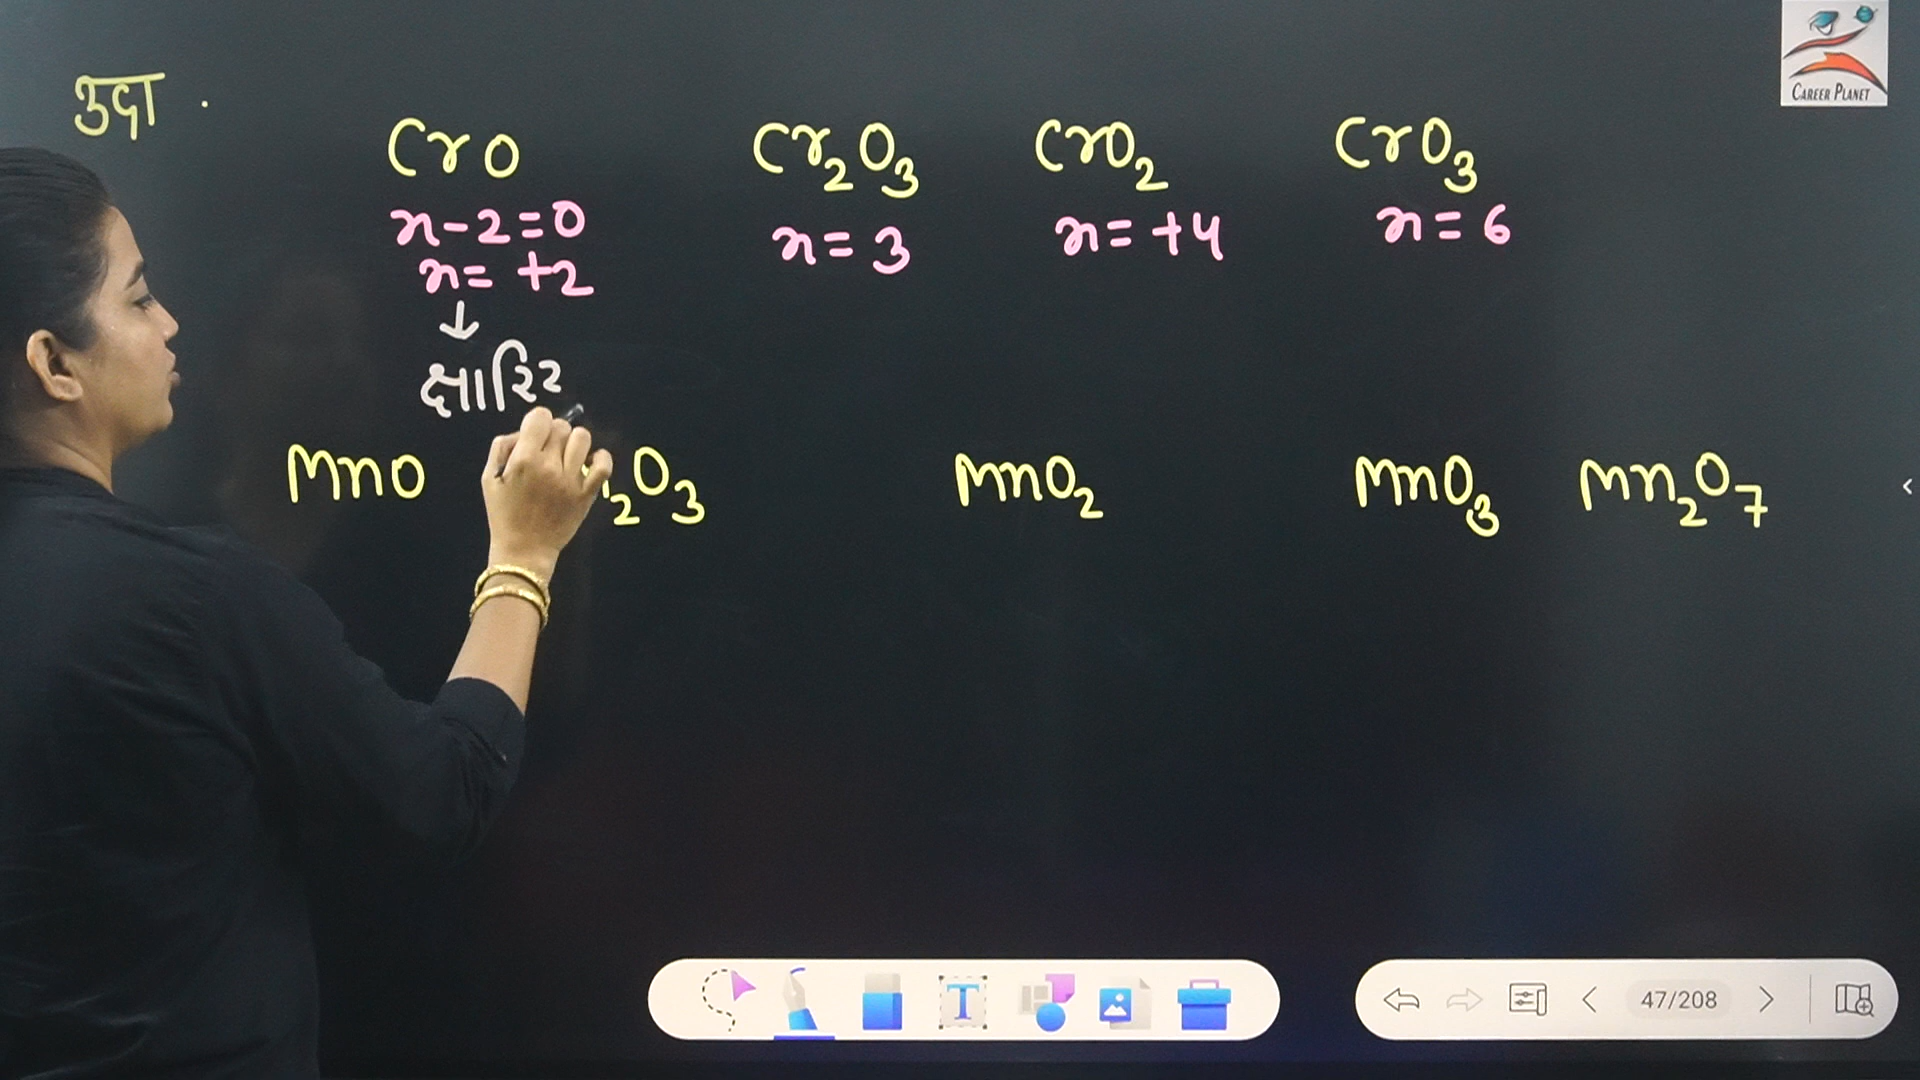 उदा .
CrO Cr₂O₃ CrO₂ CrO₃
x-2=0 x=3 x=+4 x=6
x=+2
↓
MnO ₂O₃ MnO₂ MnO₃ Mn₂O₇
CAREER PLANET
T
47/208